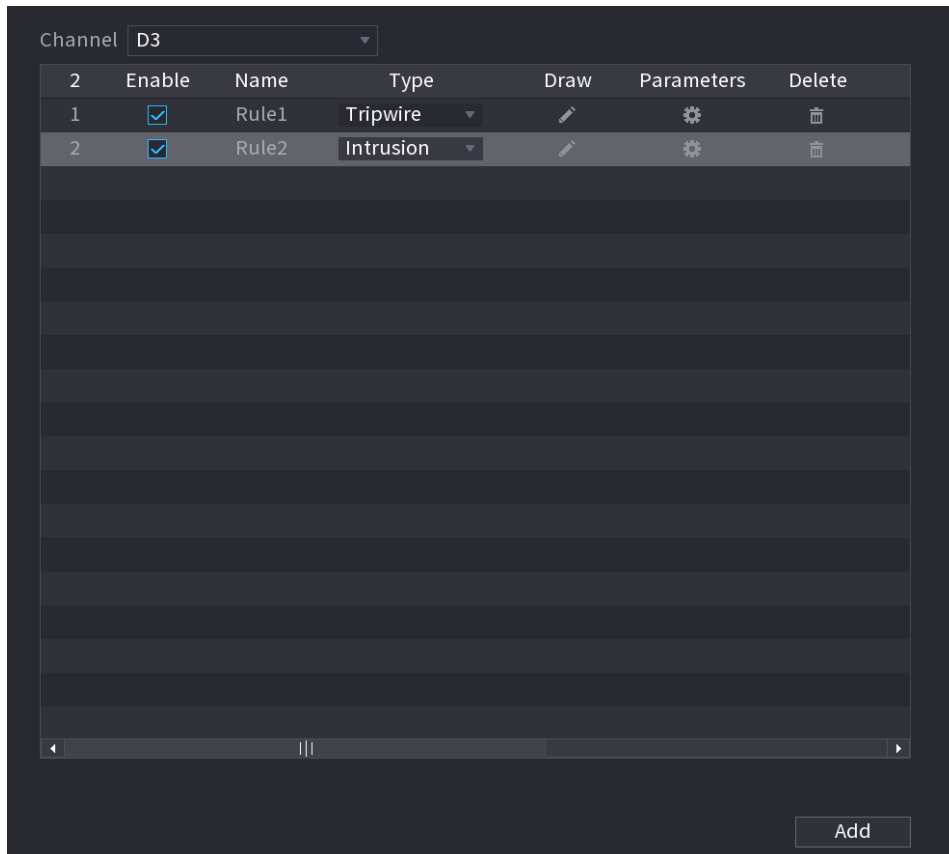 Channel D3
2 Enable Name Type Draw Parameters Delete
1 Rule1 Tripwire
2 Rule2 Intrusion
Add